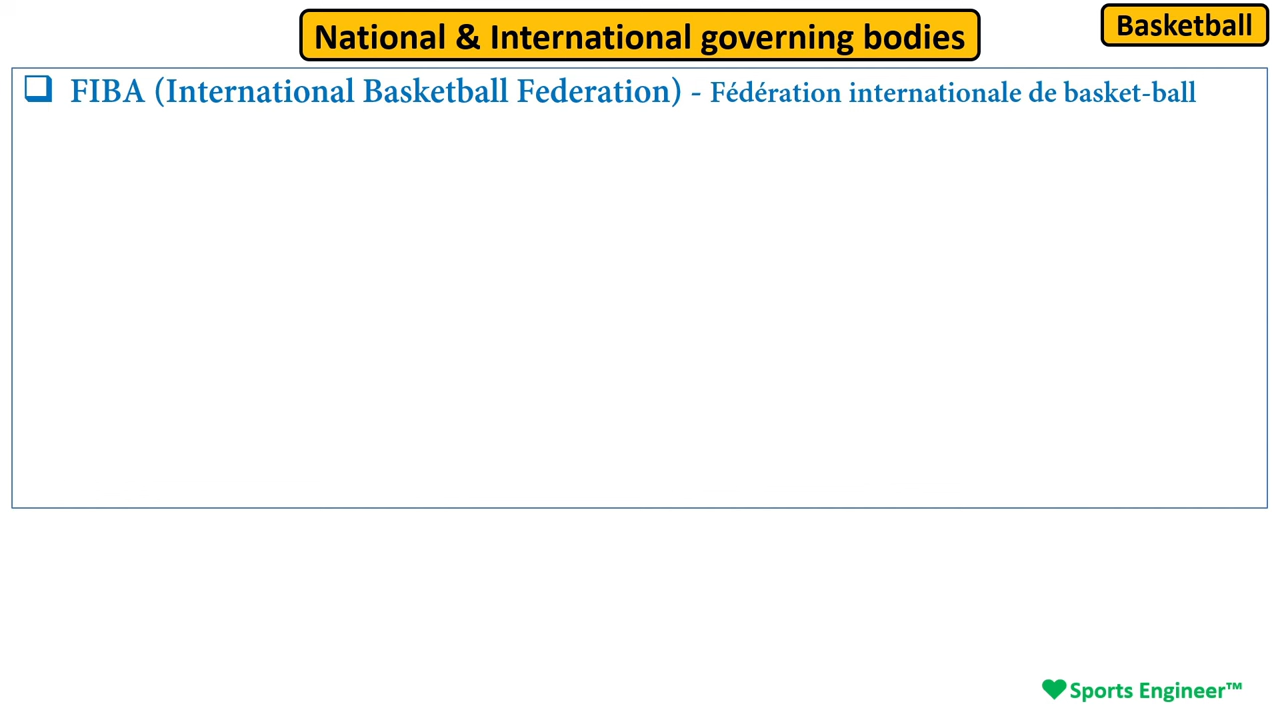 National & International governing bodies
Basketball
FIBA (International Basketball Federation) - Fédération internationale de basket-ball
Sports Engineer™